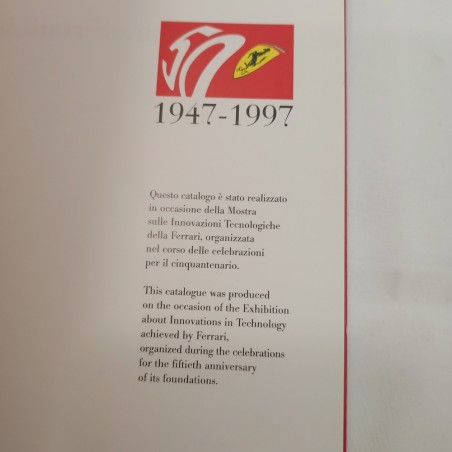 50
1947-1997
Questo catalogo è stato realizzato
in occasione della Mostra
sulle Innovazioni Tecnologiche
della Ferrari, organizzata
nel corso delle celebrazioni
per il cinquantenario.
This catalogue was produced
on the occasion of the Exhibition
about Innovations in Technology
achieved by Ferrari,
organized during the celebrations
for the fiftieth anniversary
of its foundations.